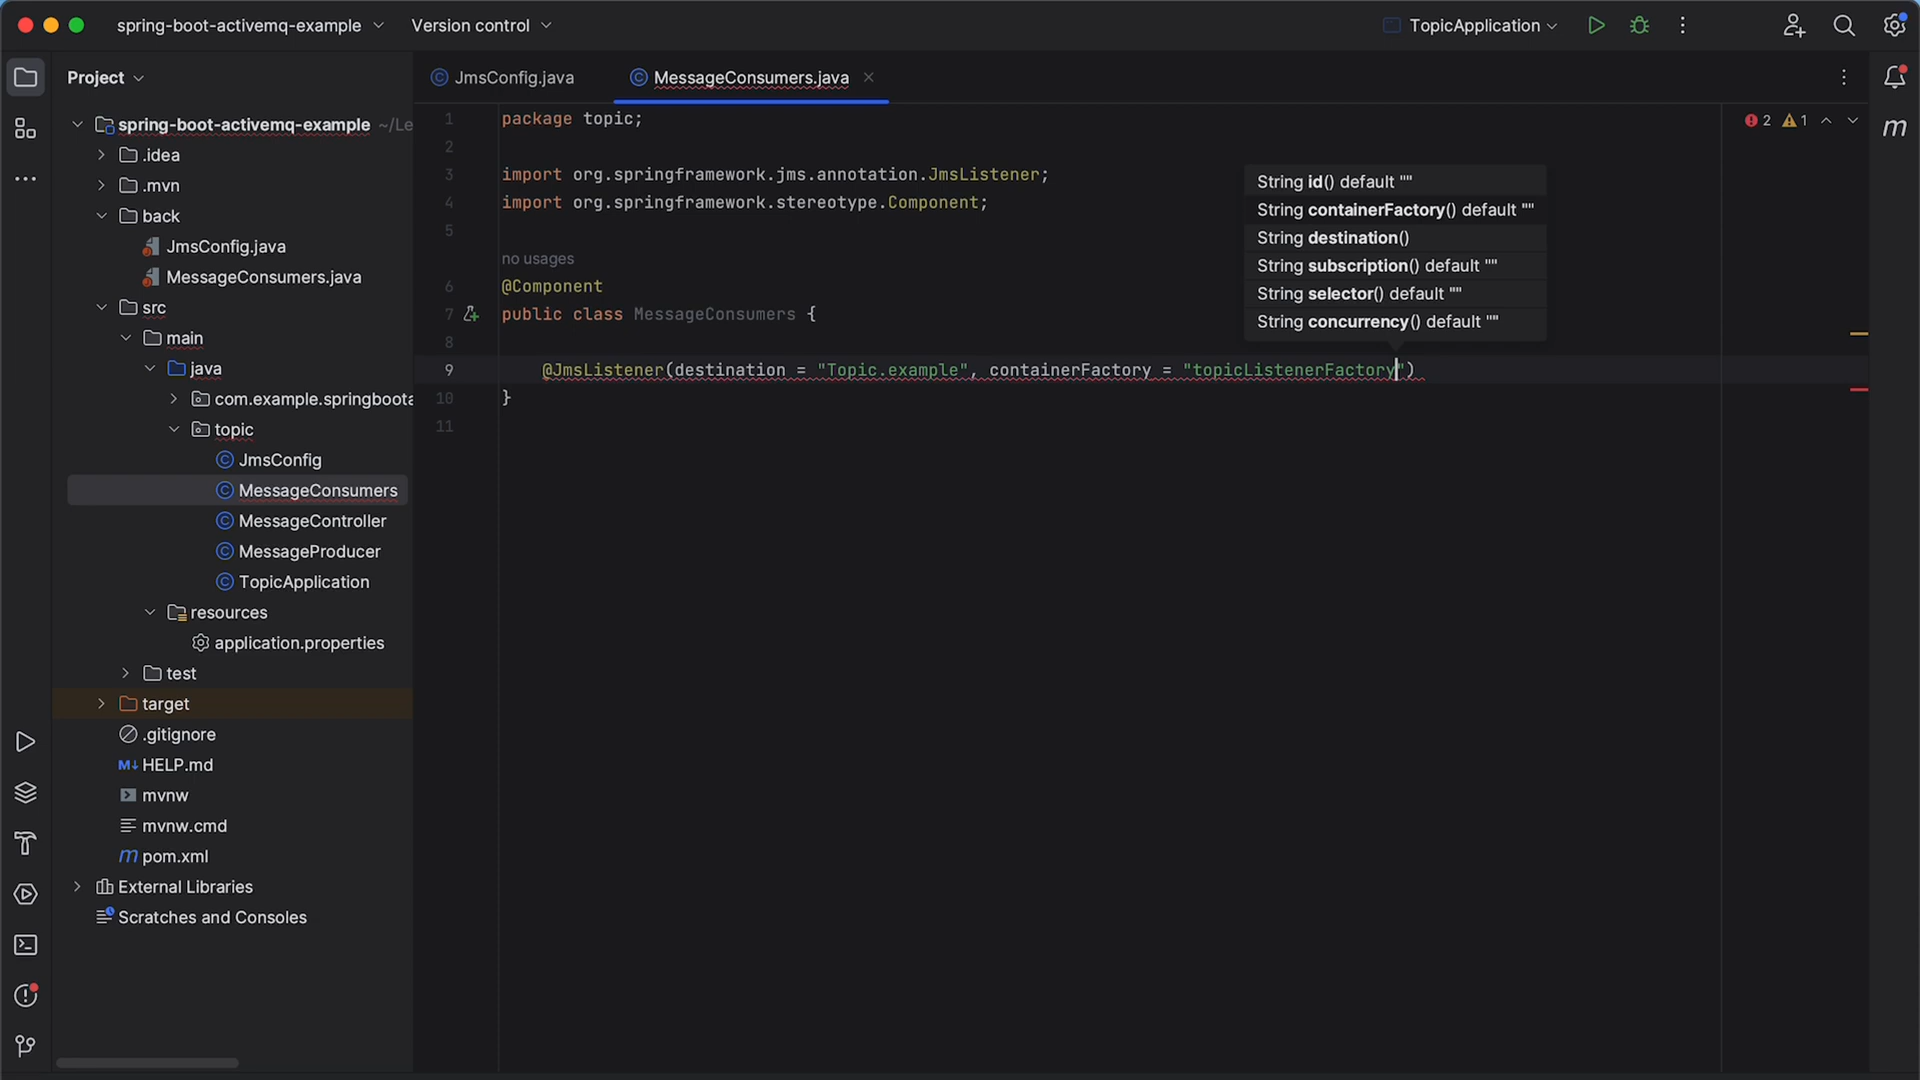 spring-boot-activemq-example
Version control
TopicApplication
Project
JmsConfig.java
MessageConsumers.java
spring-boot-activemq-example ~/Le
.idea
.mvn
back
JmsConfig.java
MessageConsumers.java
src
main
java
com.example.springboota
topic
JmsConfig
MessageConsumers
MessageController
MessageProducer
TopicApplication
resources
application.properties
test
target
.gitignore
M↓ HELP.md
mvnw
mvnw.cmd
m pom.xml
External Libraries
Scratches and Consoles
1 package topic;
2
3 import org.springframework.jms.annotation.JmsListener;
4 import org.springframework.stereotype.Component;
5
no usages
6 @Component
7 public class MessageConsumers {
8
9 @JmsListener(destination = "Topic.example", containerFactory = "topicListenerFactory")
10 }
11
String id() default ""
String containerFactory() default ""
String destination()
String subscription() default ""
String selector() default ""
String concurrency() default ""
2 1
m